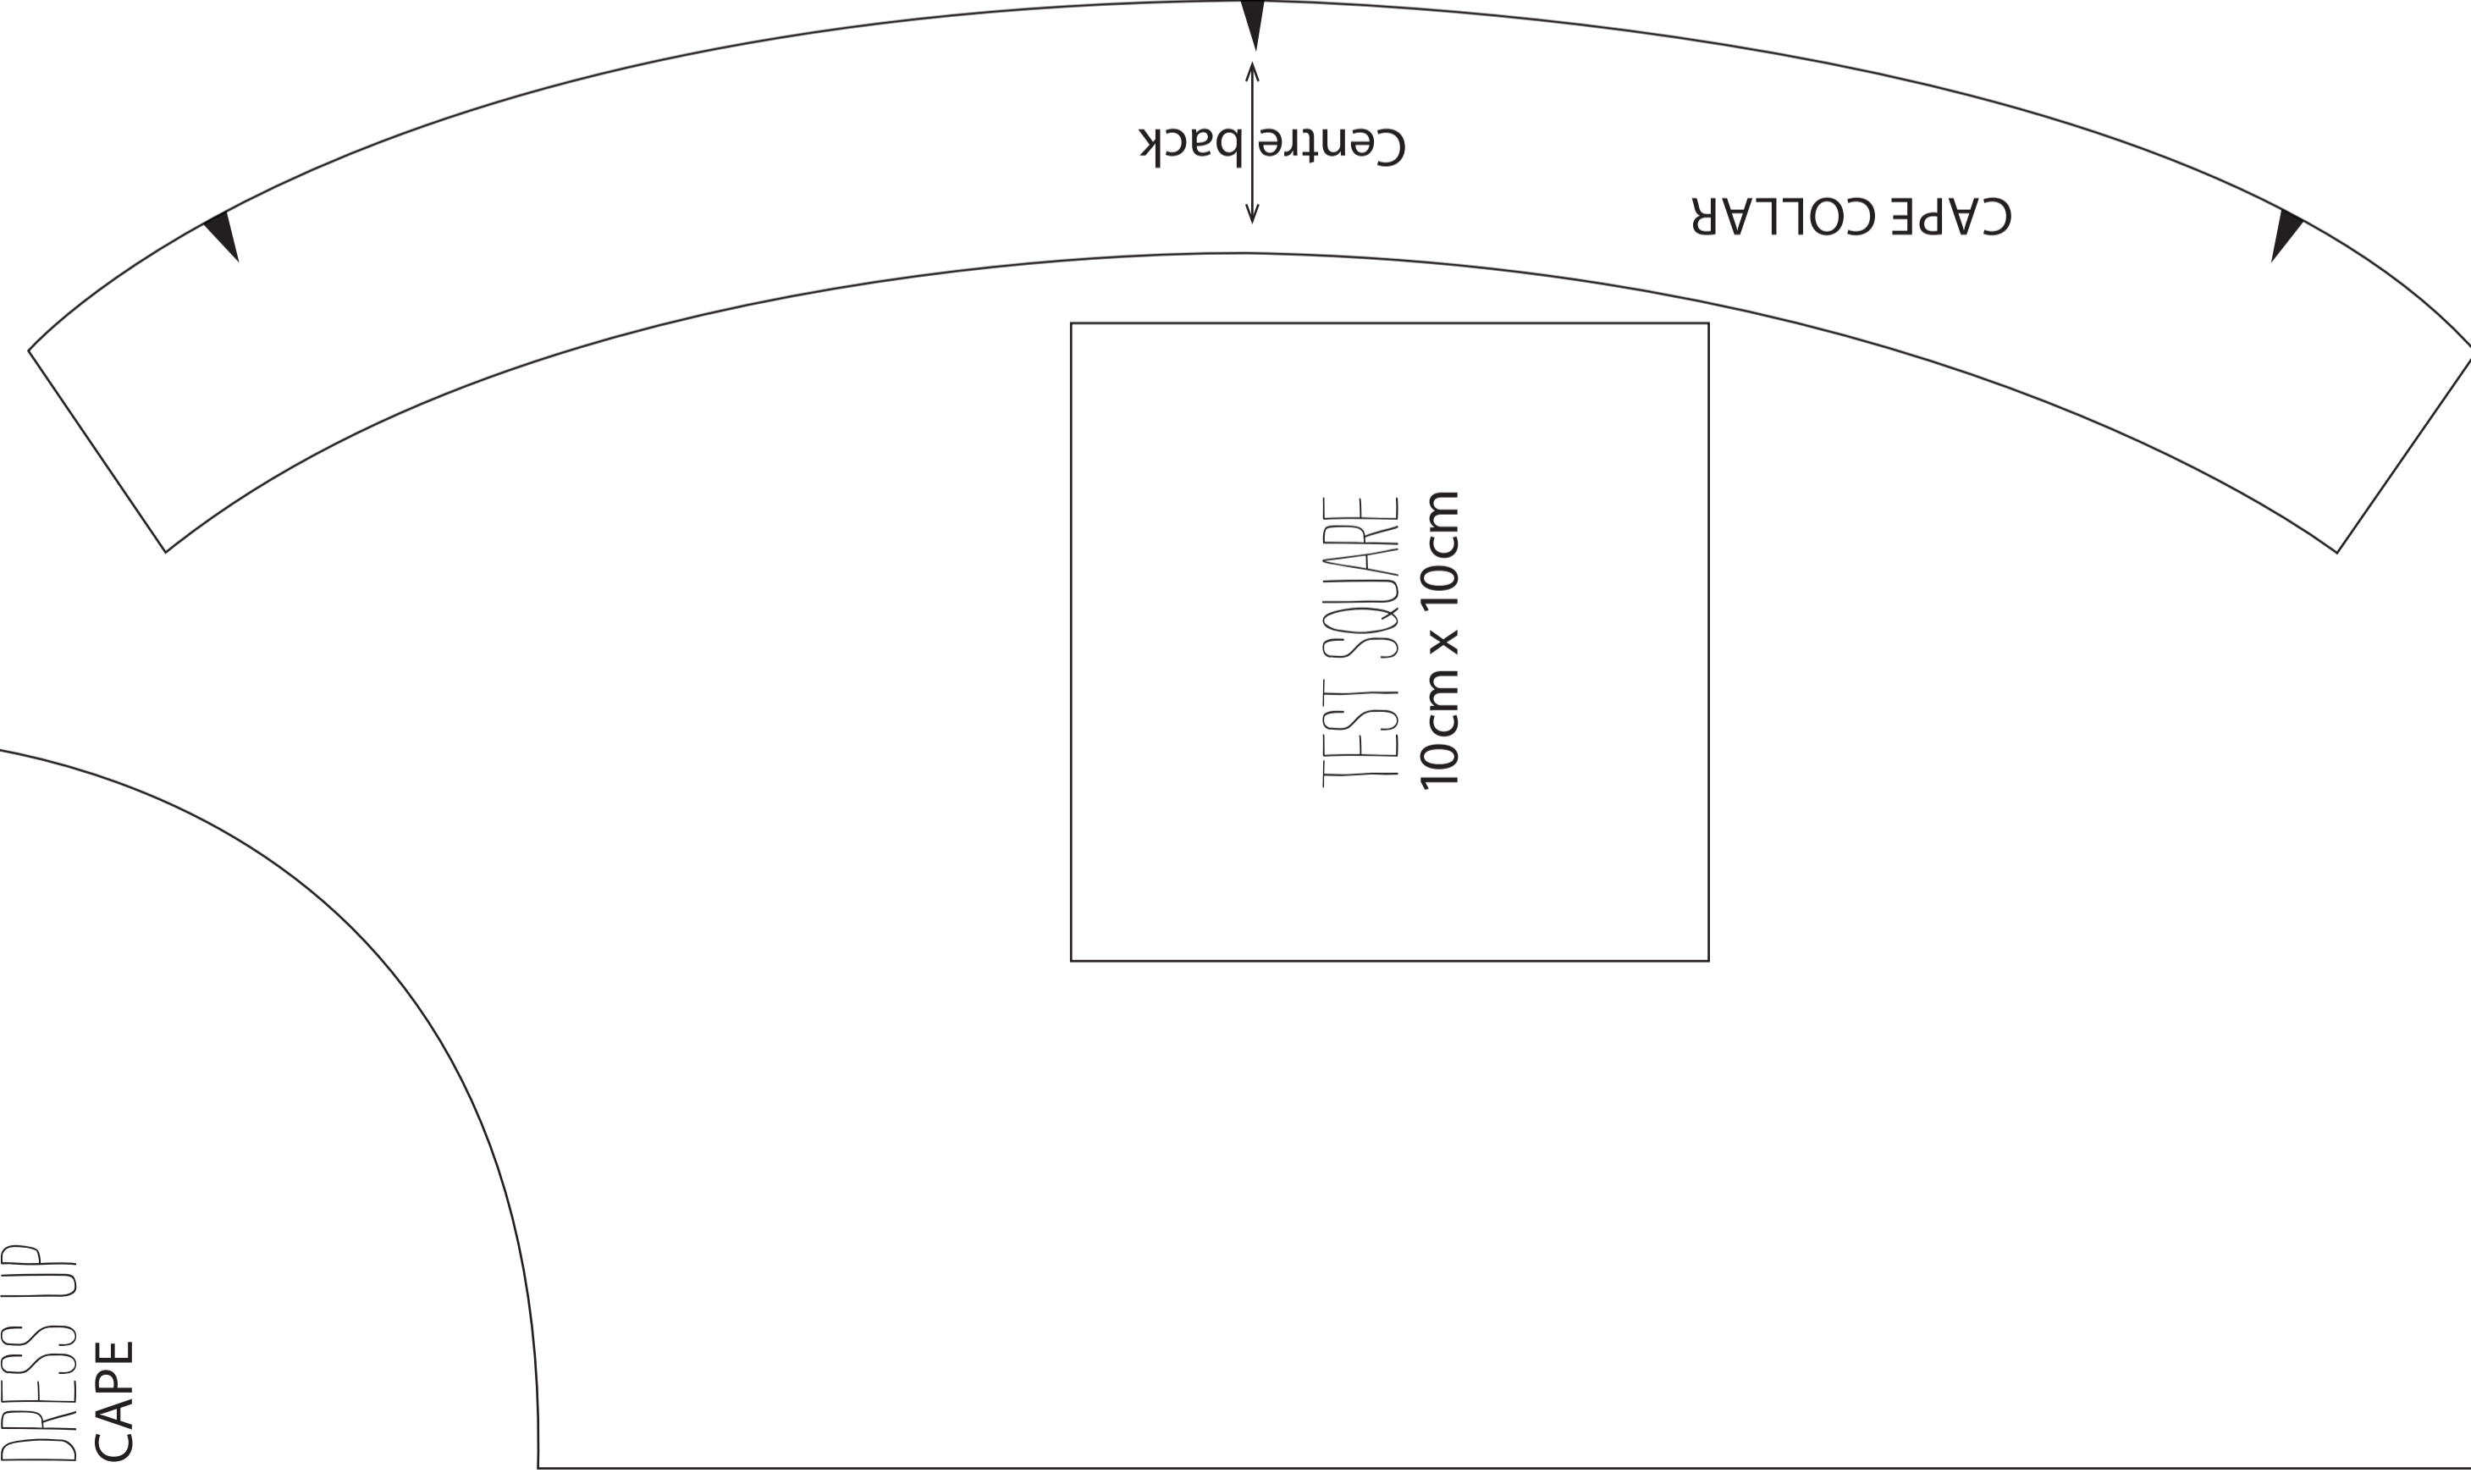 Centre back
CAPE COLLAR
TEST SQUARE
10cm x 10cm
DRESS UP
CAPE